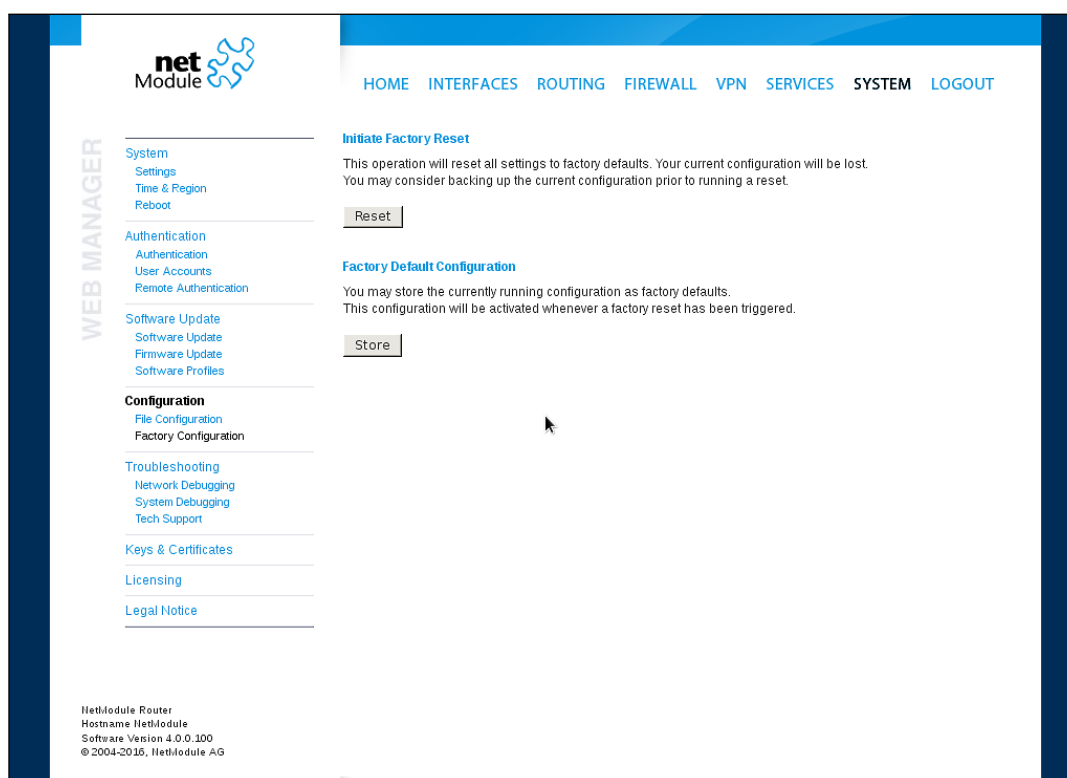 net
Module
HOME INTERFACES ROUTING FIREWALL VPN SERVICES SYSTEM LOGOUT
WEB MANAGER
System
Settings
Time & Region
Reboot
Authentication
Authentication
User Accounts
Remote Authentication
Software Update
Software Update
Firmware Update
Software Profiles
Configuration
File Configuration
Factory Configuration
Troubleshooting
Network Debugging
System Debugging
Tech Support
Keys & Certificates
Licensing
Legal Notice
Initiate Factory Reset
This operation will reset all settings to factory defaults. Your current configuration will be lost.
You may consider backing up the current configuration prior to running a reset.
Reset
Factory Default Configuration
You may store the currently running configuration as factory defaults.
This configuration will be activated whenever a factory reset has been triggered.
Store
NetModule Router
Hostname NetModule
Software Version 4.0.0.100
© 2004-2016, NetModule AG